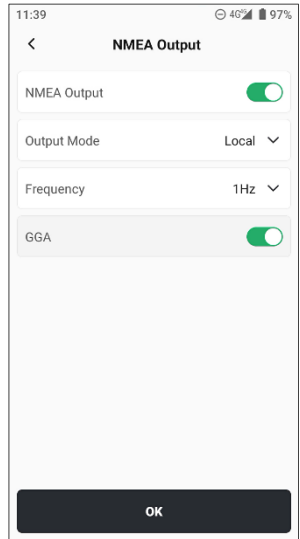 11:39 4G 97%
NMEA Output
NMEA Output
Output Mode Local
Frequency 1Hz
GGA
OK